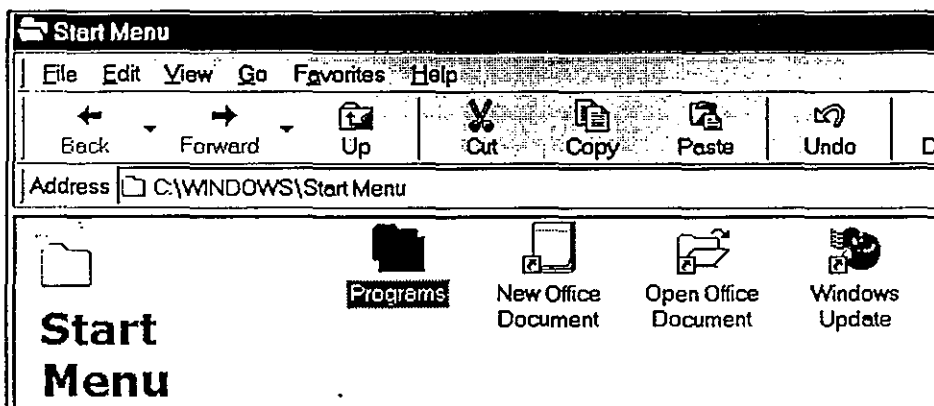 Start Menu
File Edit View Go Favorites Help
Back Forward Up Cut Copy Paste Undo D
Address C:\WINDOWS\Start Menu
Programs New Office Open Office Windows
Document Document Update
Start
Menu